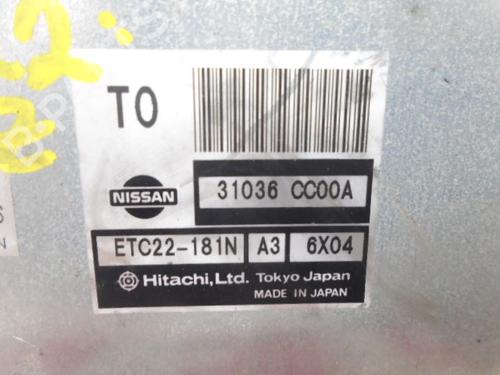 TO
NISSAN
31036 CC00A
ETC22-181N A3 6X04
Hitachi, Ltd. Tokyo Japan
MADE IN JAPAN